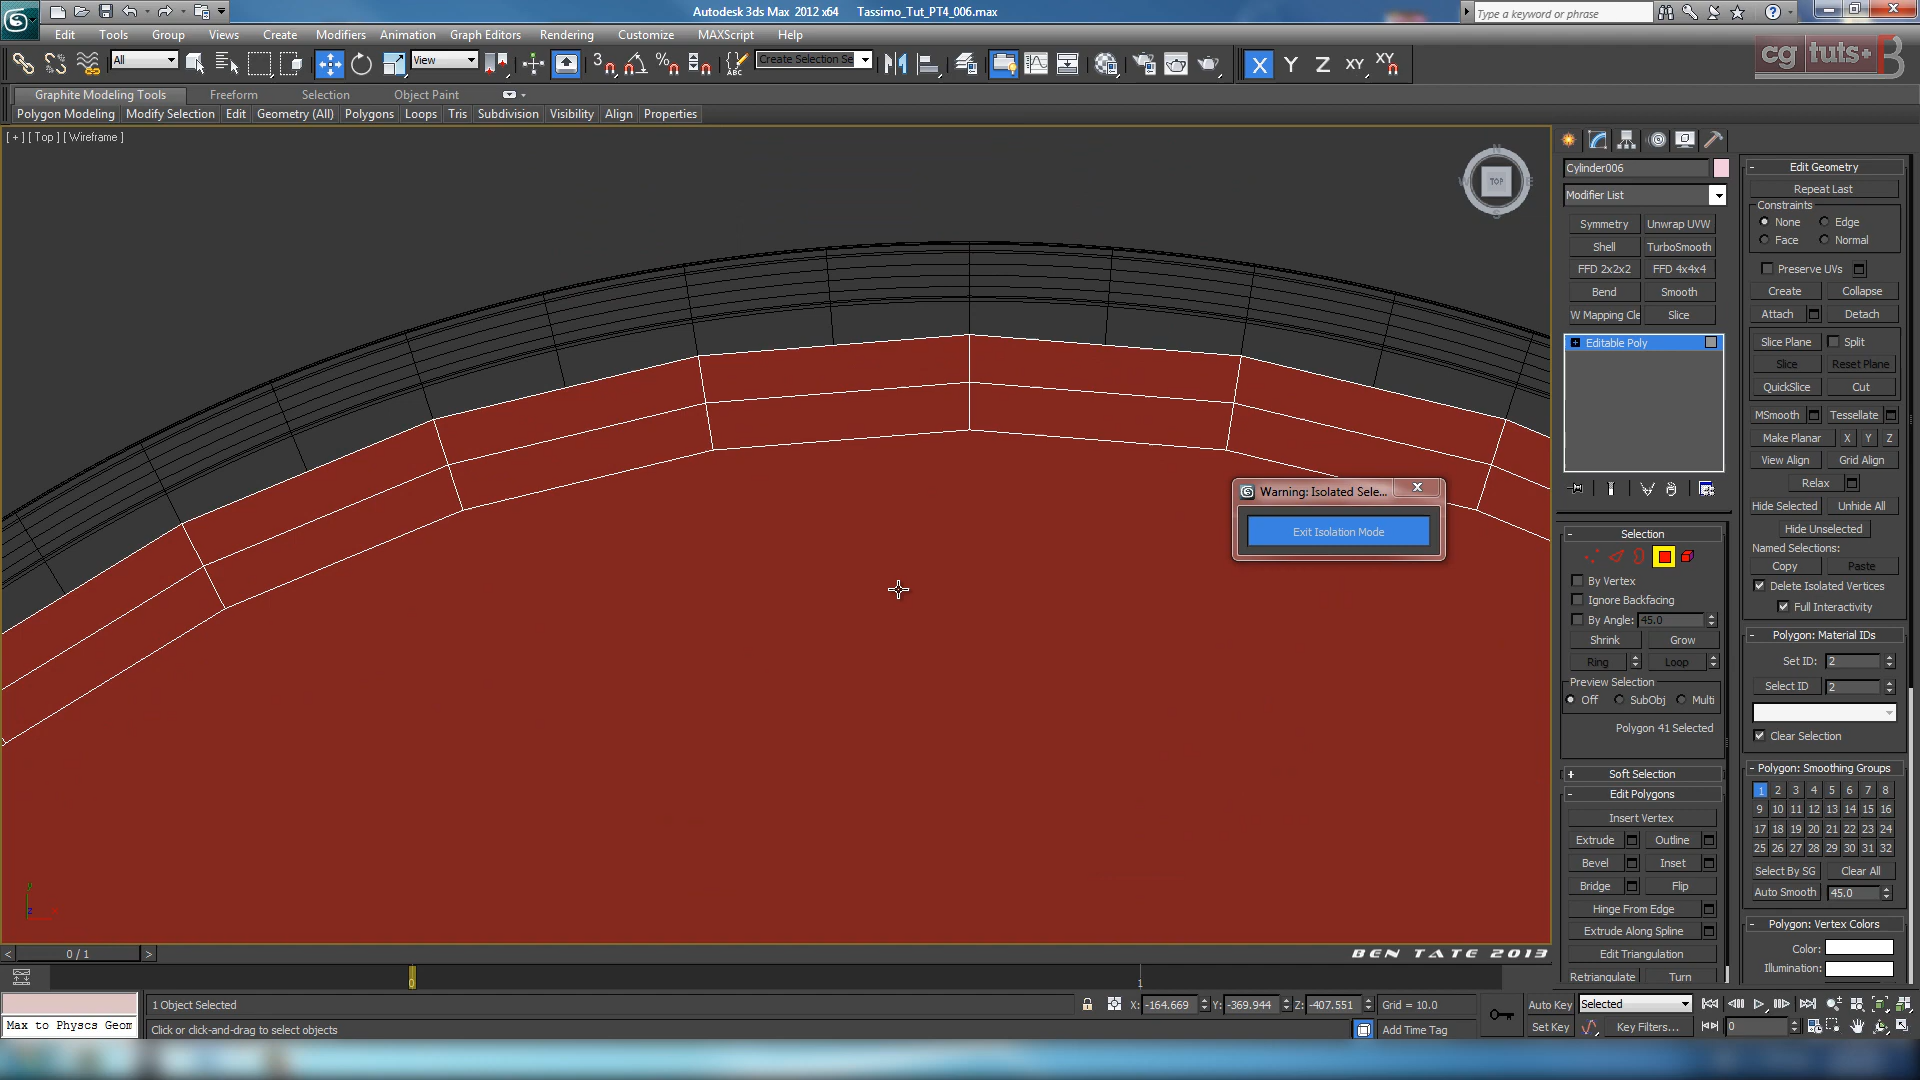 Autodesk 3ds Max 2012 x64 Tassimo_Tut_PT4_006.max
Type a keyword or phrase
Edit Tools Group Views Create Modifiers Animation Graph Editors Rendering Customize MAXScript Help
All View Create Selection Se X Y Z XY XY
cg tuts+
Graphite Modeling Tools Freeform Selection Object Paint
Polygon Modeling Modify Selection Edit Geometry (All) Polygons Loops Tris Subdivision Visibility Align Properties
[ + ] [ Top ] [ Wireframe ]
TOP
Warning: Isolated Sele...
Exit Isolation Mode
Cylinder006
Modifier List
Symmetry Unwrap UVW
Shell TurboSmooth
FFD 2x2x2 FFD 4x4x4
Bend Smooth
W Mapping Cle Slice
Editable Poly
Selection
By Vertex
Ignore Backfacing
By Angle: 45.0
Shrink Grow
Ring Loop
Preview Selection
Off SubObj Multi
Polygon 41 Selected
Soft Selection
Edit Polygons
Insert Vertex
Extrude Outline
Bevel Inset
Bridge Flip
Hinge From Edge
Extrude Along Spline
Edit Triangulation
Retriangulate Turn
Edit Geometry
Repeat Last
Constraints
None Edge
Face Normal
Preserve UVs
Create Collapse
Attach Detach
Slice Plane Split
Slice Reset Plane
QuickSlice Cut
MSmooth Tessellate
Make Planar X Y Z
View Align Grid Align
Relax
Hide Selected Unhide All
Hide Unselected
Named Selections:
Copy Paste
Delete Isolated Vertices
Full Interactivity
Polygon: Material IDs
Set ID: 2
Select ID 2
Clear Selection
Polygon: Smoothing Groups
1 2 3 4 5 6 7 8
9 10 11 12 13 14 15 16
17 18 19 20 21 22 23 24
25 26 27 28 29 30 31 32
Select By SG Clear All
Auto Smooth 45.0
Polygon: Vertex Colors
Color:
Illumination:
< 0 / 1 >
BEN TATE 2013
0 1
1 Object Selected X: -164.669 Y: -369.944 Z: -407.551 Grid = 10.0 Auto Key Selected
Max to Physcs Geom Click or click-and-drag to select objects Add Time Tag Set Key Key Filters... 0